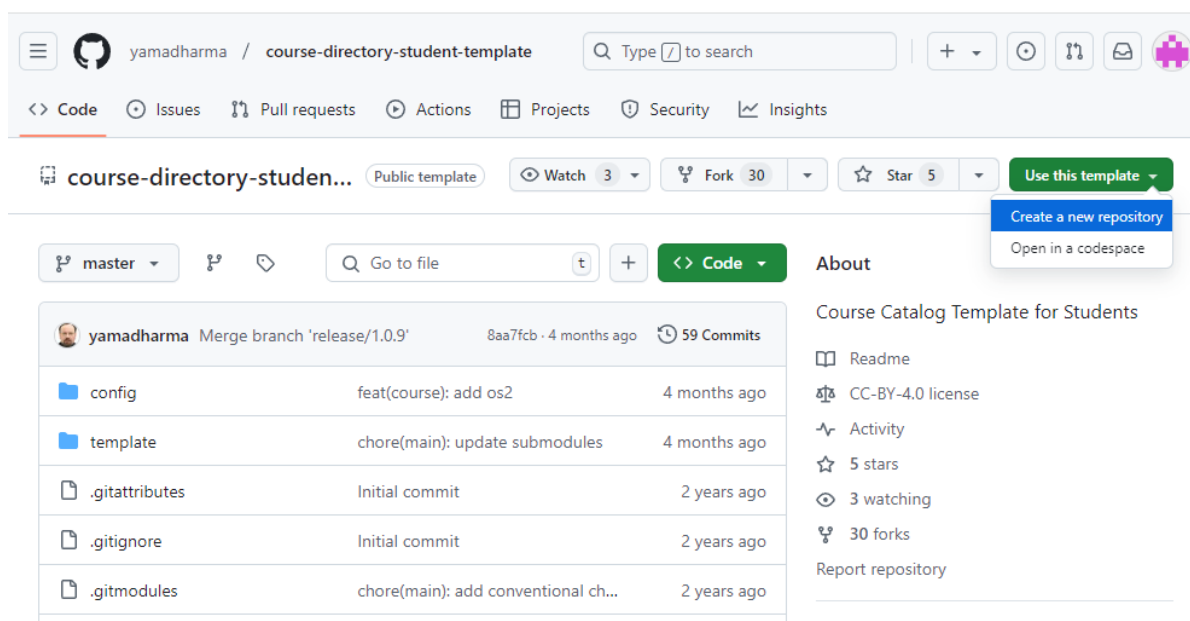 yamadharma / course-directory-student-template Type / to search
Code Issues Pull requests Actions Projects Security Insights
course-directory-studen... Public template Watch 3 Fork 30 Star 5 Use this template
Create a new repository
Open in a codespace
master Go to file t Code
yamadharma Merge branch 'release/1.0.9' 8aa7fcb · 4 months ago 59 Commits
config feat(course): add os2 4 months ago
template chore(main): update submodules 4 months ago
.gitattributes Initial commit 2 years ago
.gitignore Initial commit 2 years ago
.gitmodules chore(main): add conventional ch... 2 years ago
About
Course Catalog Template for Students
Readme
CC-BY-4.0 license
Activity
5 stars
3 watching
30 forks
Report repository